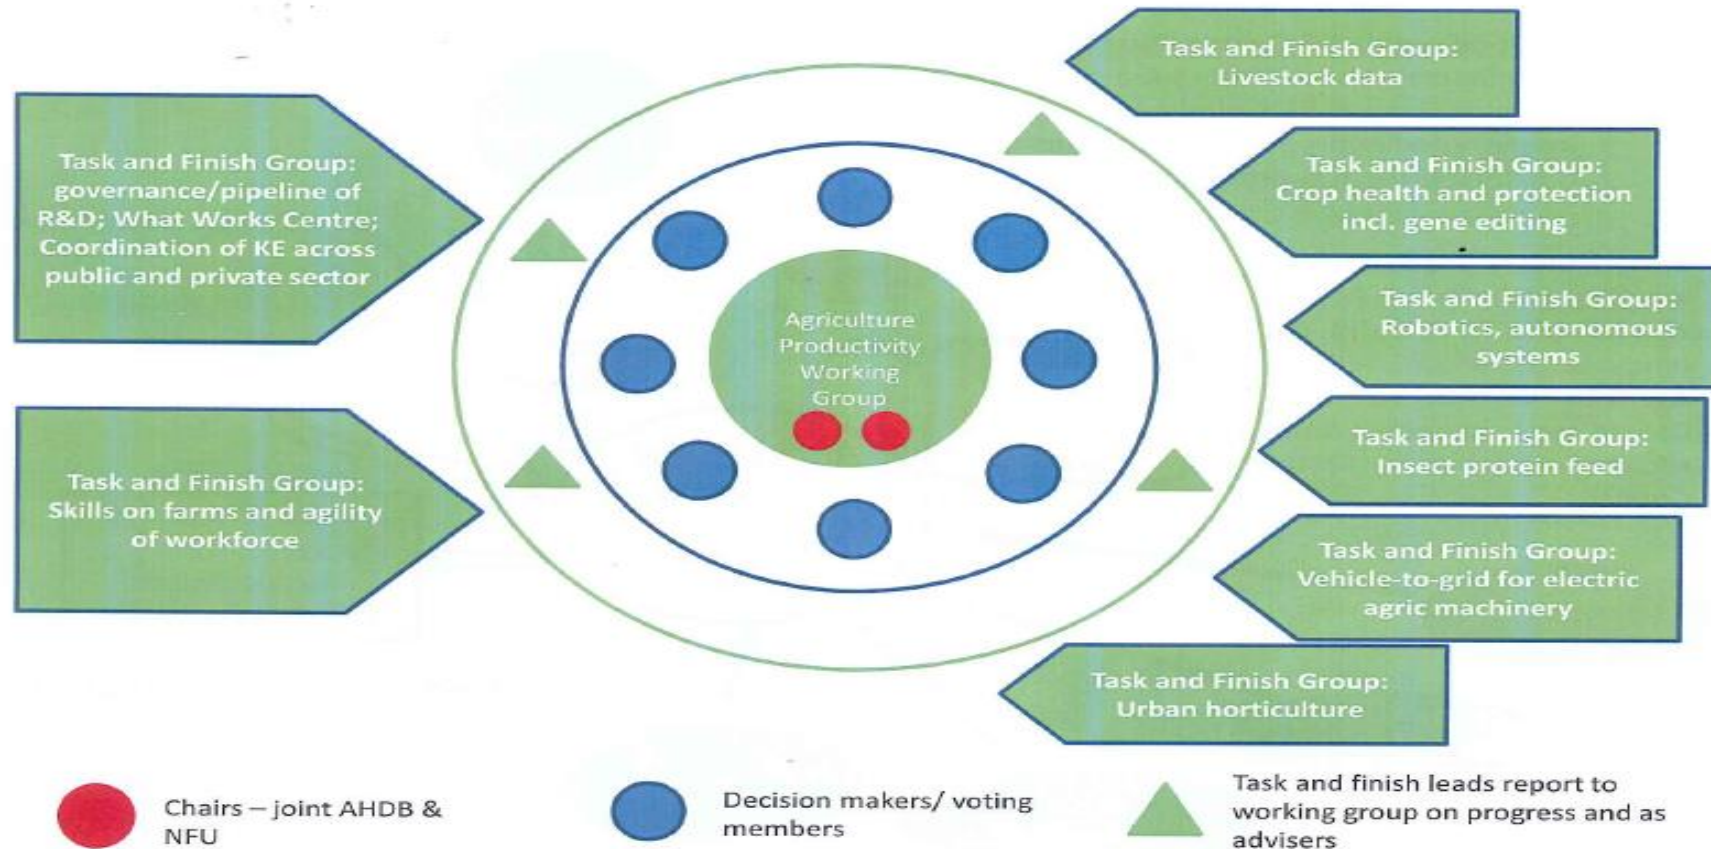 Task and Finish Group:
governance/pipeline of
R&D; What Works Centre;
Coordination of KE across
public and private sector
Task and Finish Group:
Skills on farms and agility
of workforce
Agriculture
Productivity
Working
Group
Task and Finish Group:
Livestock data
Task and Finish Group:
Crop health and protection
incl. gene editing
Task and Finish Group:
Robotics, autonomous
systems
Task and Finish Group:
Insect protein feed
Task and Finish Group:
Vehicle-to-grid for electric
agric machinery
Task and Finish Group:
Urban horticulture
Chairs – joint AHDB &
NFU
Decision makers/ voting
members
Task and finish leads report to
working group on progress and as
advisers